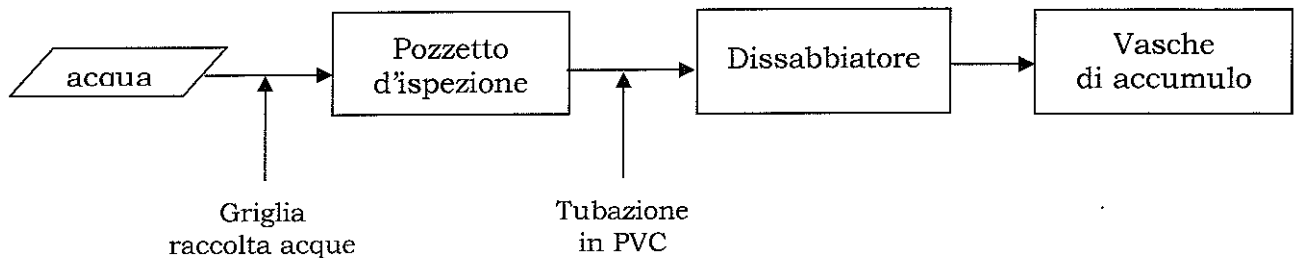 acqua
Pozzetto
d'ispezione
Dissabbiatore
Vasche
di accumulo
Griglia
raccolta acque
Tubazione
in PVC